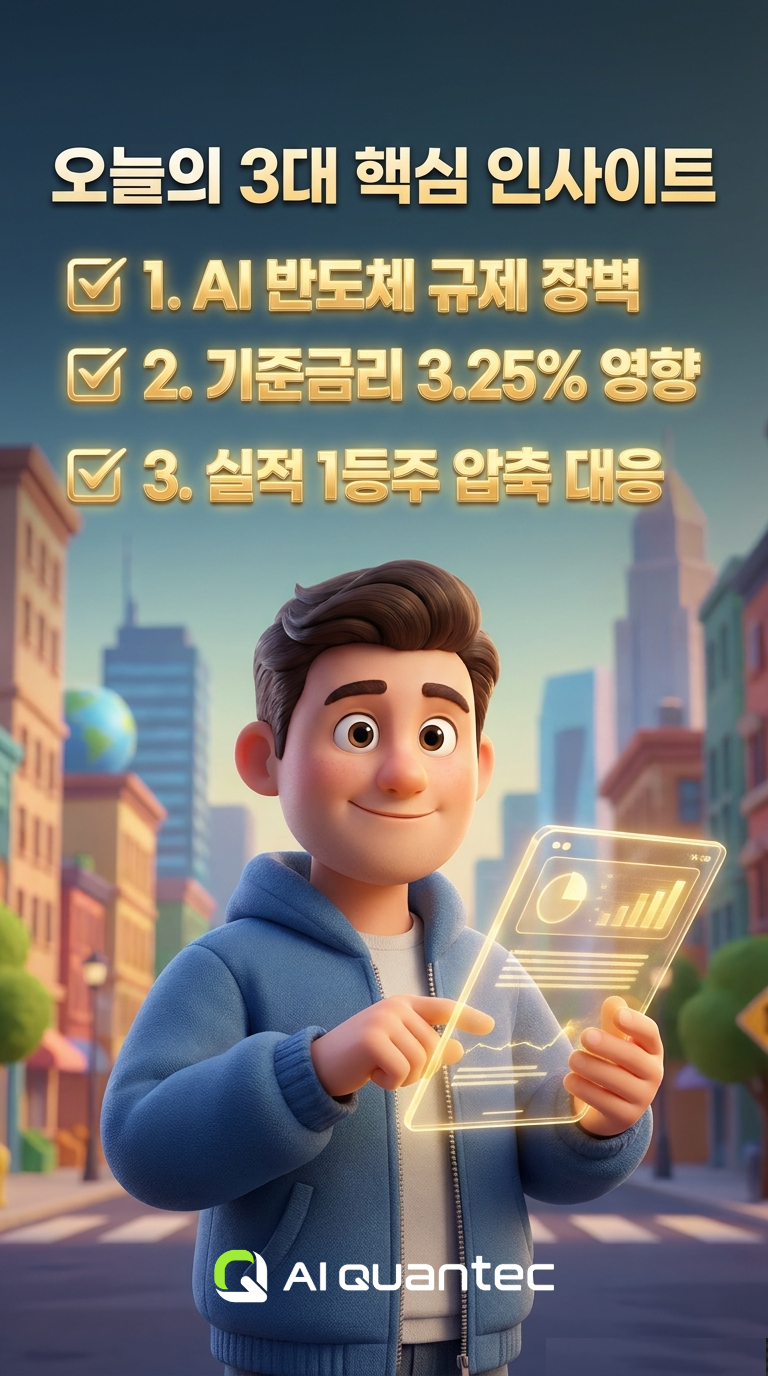 오늘의 3대 핵심 인사이트
1. AI 반도체 규제 장벽
2. 기준금리 3.25% 영향
3. 실적 1등주 압축 대응
AI Quantec